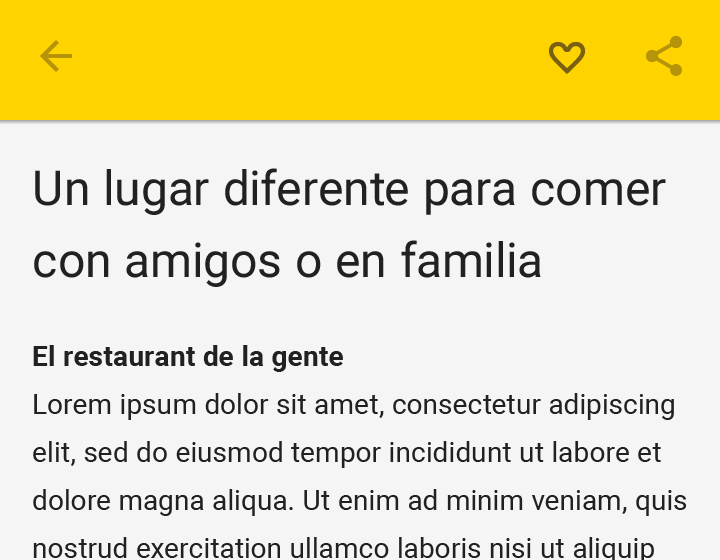 Un lugar diferente para comer
con amigos o en familia
El restaurant de la gente
Lorem ipsum dolor sit amet, consectetur adipiscing
elit, sed do eiusmod tempor incididunt ut labore et
dolore magna aliqua. Ut enim ad minim veniam, quis
nostrud exercitation ullamco laboris nisi ut aliquip